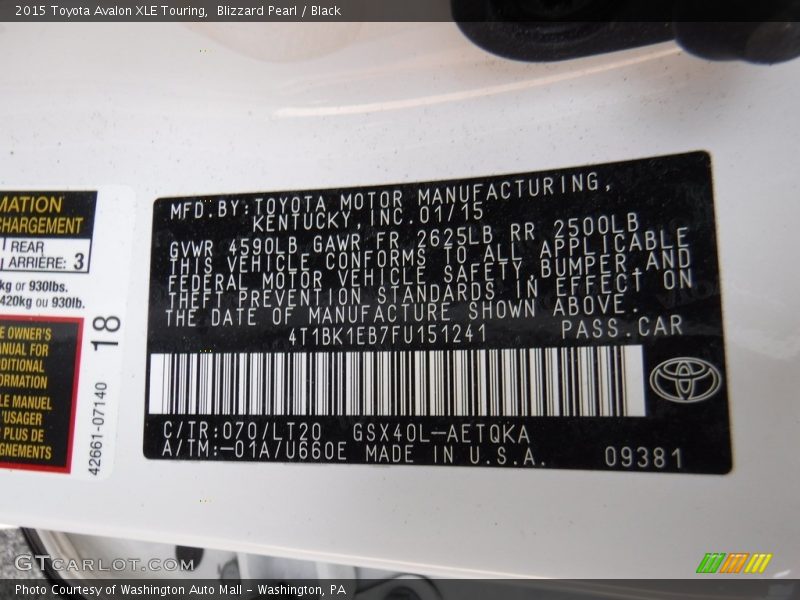 2015 Toyota Avalon XLE Touring, Blizzard Pearl / Black
MFD.BY:TOYOTA MOTOR MANUFACTURING,
KENTUCKY,INC.01/15
GVWR 4590LB GAWR FR 2625LB RR 2500LB
THIS VEHICLE CONFORMS TO ALL APPLICABLE
FEDERAL MOTOR VEHICLE SAFETY,BUMPER,AND
THEFT PREVENTION STANDARDS IN EFFECT ON
THE DATE OF MANUFACTURE SHOWN ABOVE.
4T1BK1EB7FU151241 PASS.CAR
C/TR:070/LT20 GSX40L-AETQKA
A/TM:-01A/U660E MADE IN U.S.A. 09381
MATION
CHARGEMENT
REAR
ARRIÈRE: 3
kg or 930lbs.
420kg ou 930lb.
E OWNER'S
ANUAL FOR
DITIONAL
ORMATION
LE MANUEL
'USAGER
PLUS DE
GNEMENTS
18
42661-07140
GTCARLOT.COM
Photo Courtesy of Washington Auto Mall - Washington, PA